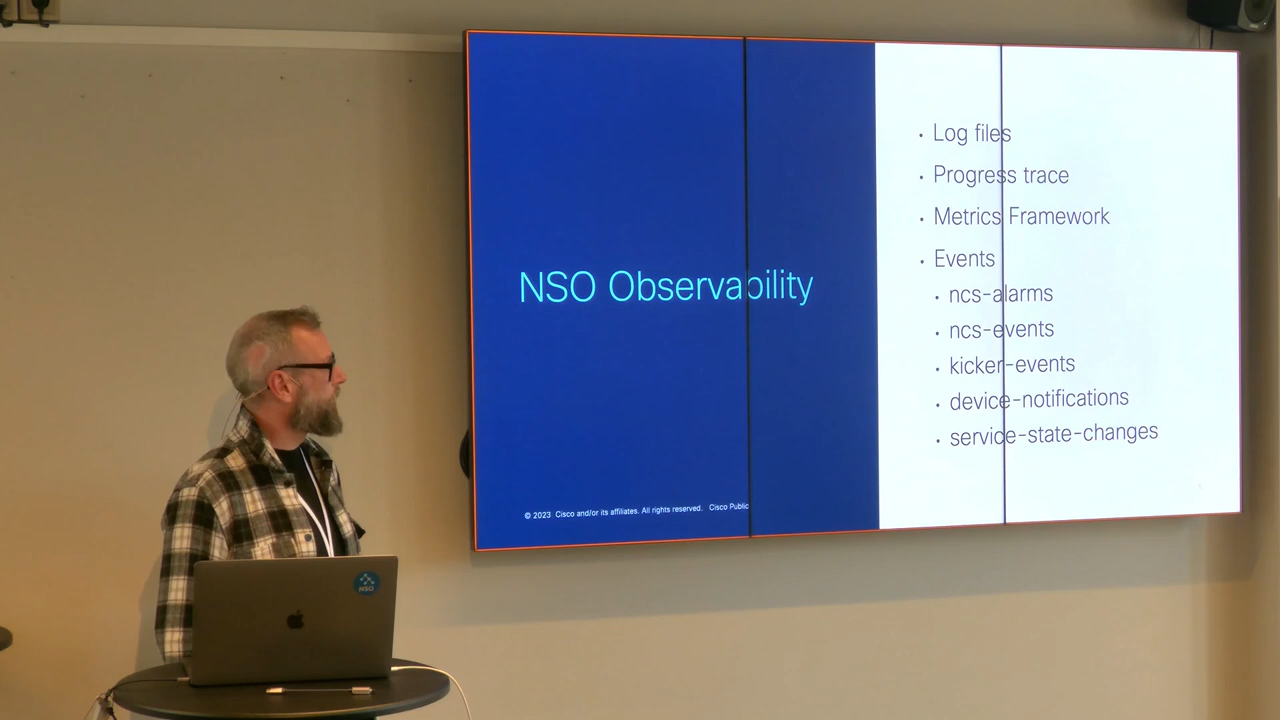 NSO Observability
© 2023 Cisco and/or its affiliates. All rights reserved. Cisco Public
• Log files
• Progress trace
• Metrics Framework
• Events
• ncs-alarms
• ncs-events
• kicker-events
• device-notifications
• service-state-changes
NSO